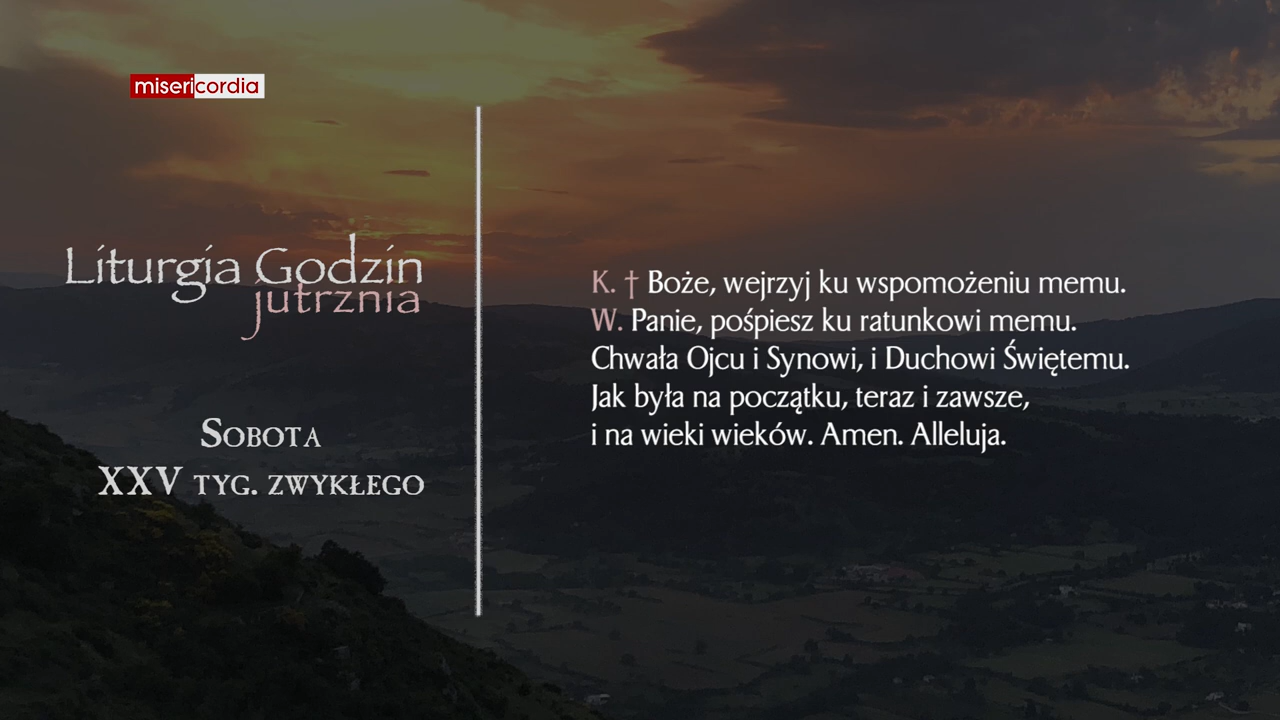 misericordia
Liturgia Godzin
jutrznia
Sobota
XXV tyg. zwykłego
K. † Boże, wejrzyj ku wspomożeniu memu.
W. Panie, pośpiesz ku ratunkowi memu.
Chwała Ojcu i Synowi, i Duchowi Świętemu.
Jak była na początku, teraz i zawsze,
i na wieki wieków. Amen. Alleluja.